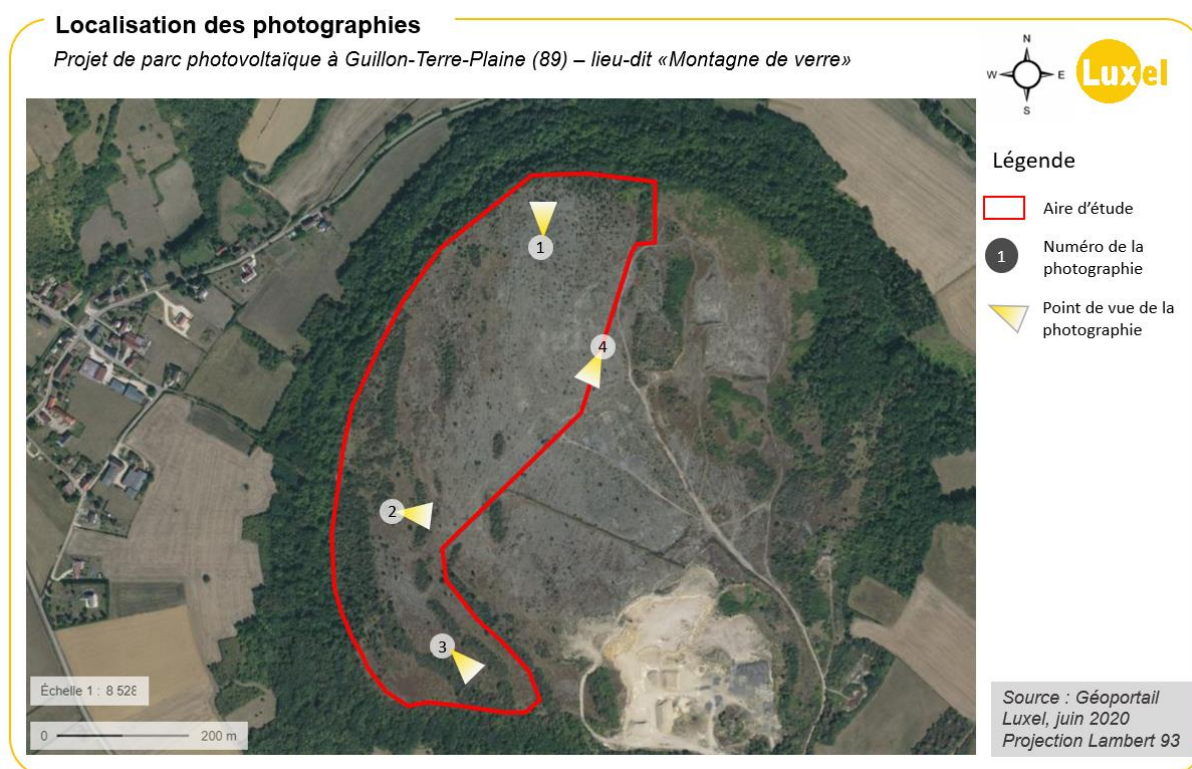 Localisation des photographies
Projet de parc photovoltaïque à Guillon-Terre-Plaine (89) – lieu-dit «Montagne de verre»
N
W E
S
Luxel
Légende
Aire d'étude
1
Numéro de la
photographie
Point de vue de la
photographie
1
4
2
3
Échelle 1 : 8 528
0 200 m
Source : Géoportail
Luxel, juin 2020
Projection Lambert 93